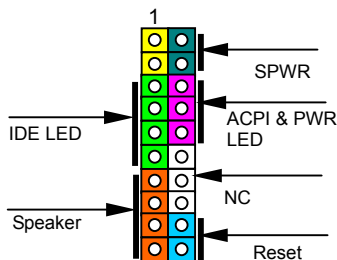 1
SPWR
IDE LED
ACPI & PWR
LED
NC
Speaker
Reset